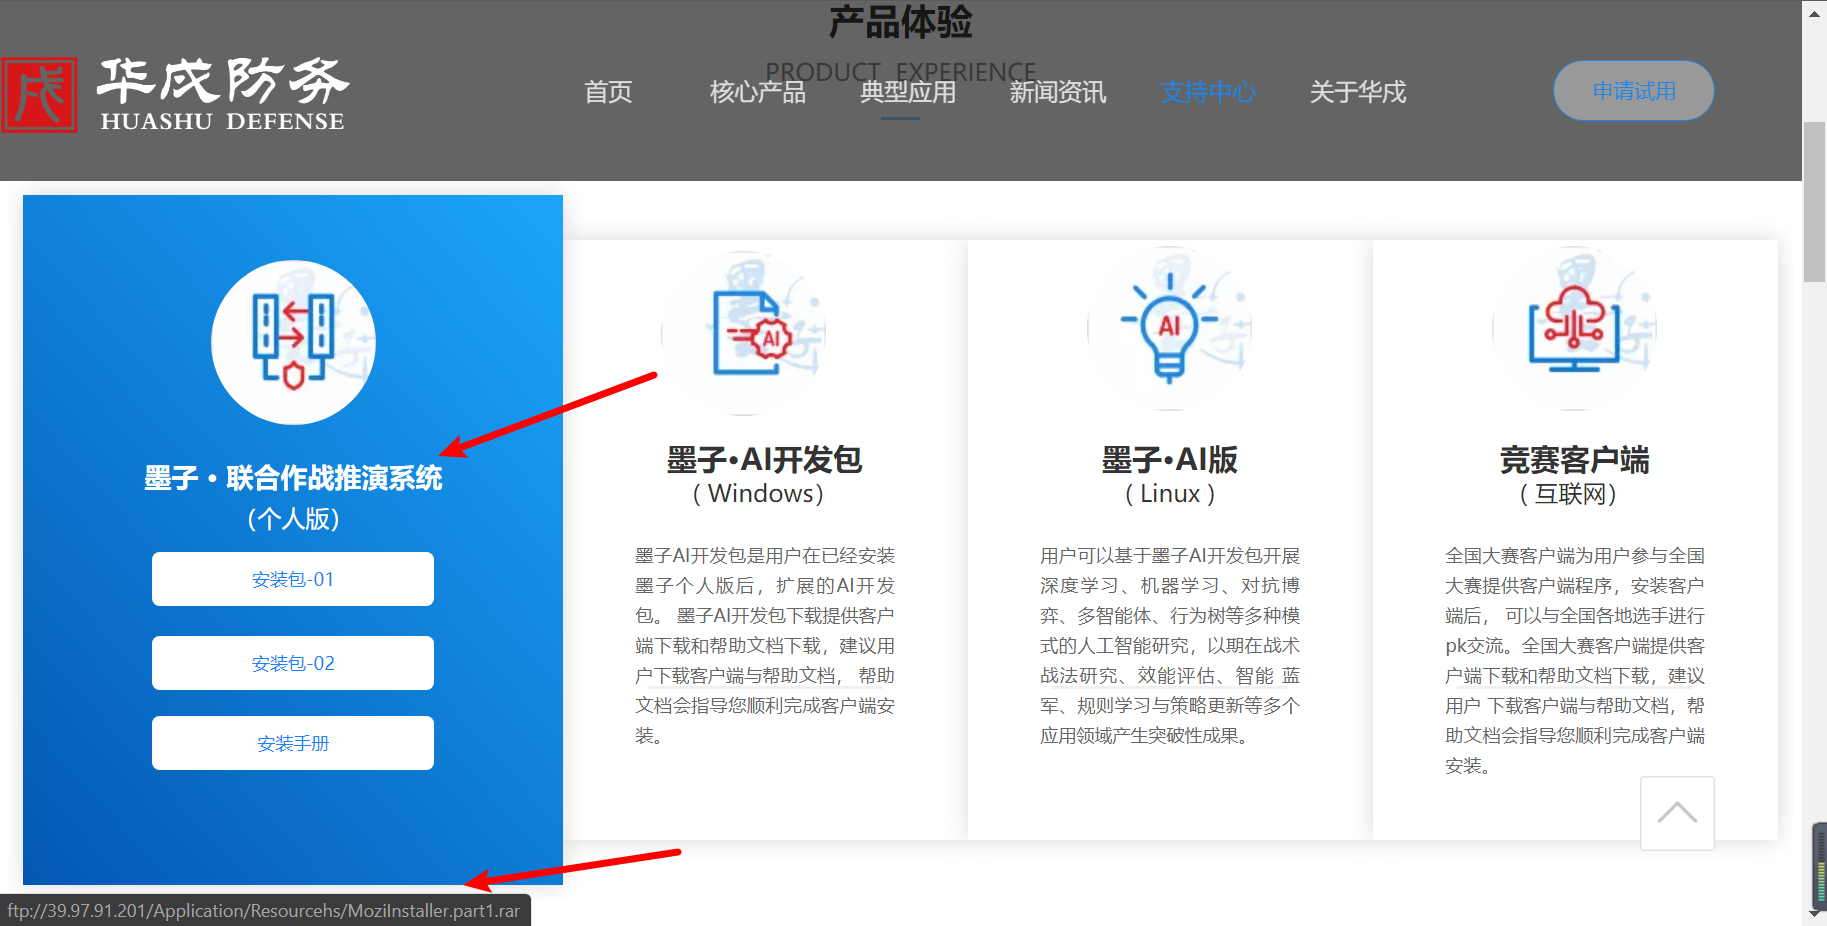 产品体验
PRODUCT EXPERIENCE
华戍防务
HUASHU DEFENSE
首页
核心产品
典型应用
新闻资讯
支持中心
关于华戍
申请试用
墨子·联合作战推演系统
（个人版）
安装包-01
安装包-02
安装手册
墨子·AI开发包
（ Windows）
墨子AI开发包是用户在已经安装
墨子个人版后，扩展的AI开发
包。 墨子AI开发包下载提供客户
端下载和帮助文档下载，建议用
户下载客户端与帮助文档， 帮助
文档会指导您顺利完成客户端安
装。
墨子·AI版
（ Linux ）
用户可以基于墨子AI开发包开展
深度学习、机器学习、对抗博
弈、多智能体、行为树等多种模
式的人工智能研究，以期在战术
战法研究、效能评估、智能 蓝
军、规则学习与策略更新等多个
应用领域产生突破性成果。
竞赛客户端
（ 互联网）
全国大赛客户端为用户参与全国
大赛提供客户端程序，安装客户
端后， 可以与全国各地选手进行
pk交流。全国大赛客户端提供客
户端下载和帮助文档下载，建议
用户 下载客户端与帮助文档，帮
助文档会指导您顺利完成客户端
安装。
AI
AI
ftp://39.97.91.201/Application/Resourcehs/MoziInstaller.part1.rar